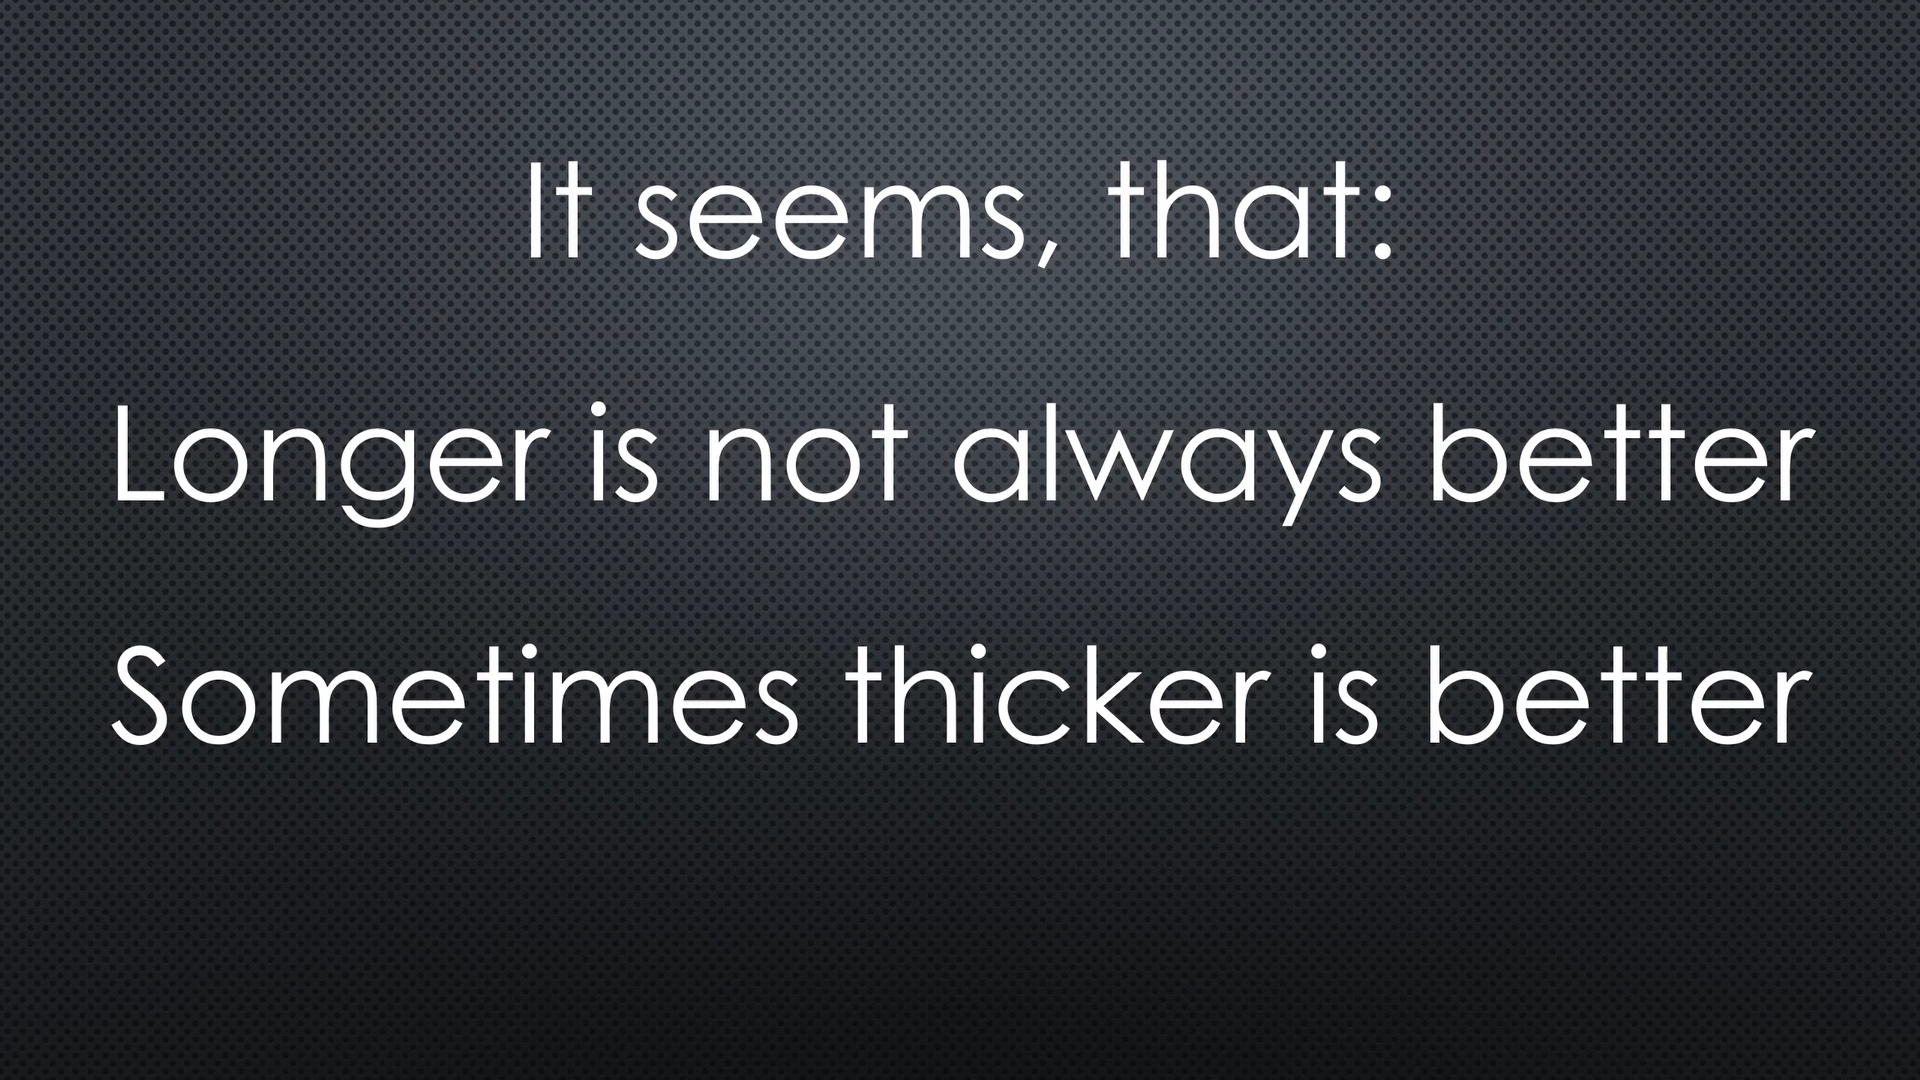 It seems, that:
Longer is not always better
Sometimes thicker is better